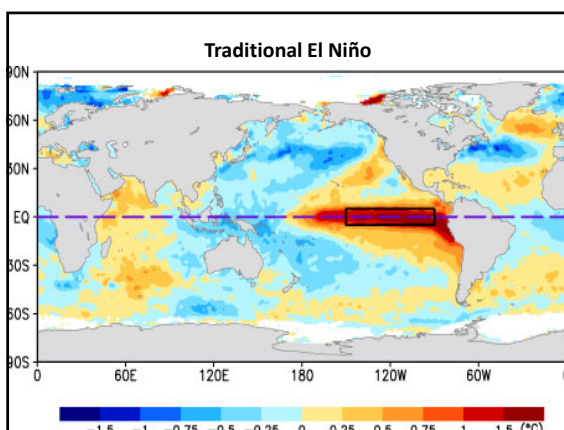 Traditional El Niño
90N
60N
30N
EQ
30S
60S
90S
0 60E 120E 180 120W 60W 0
-1.5 -1 -0.75 -0.5 -0.25 0 0.25 0.5 0.75 1 1.5 (°C)